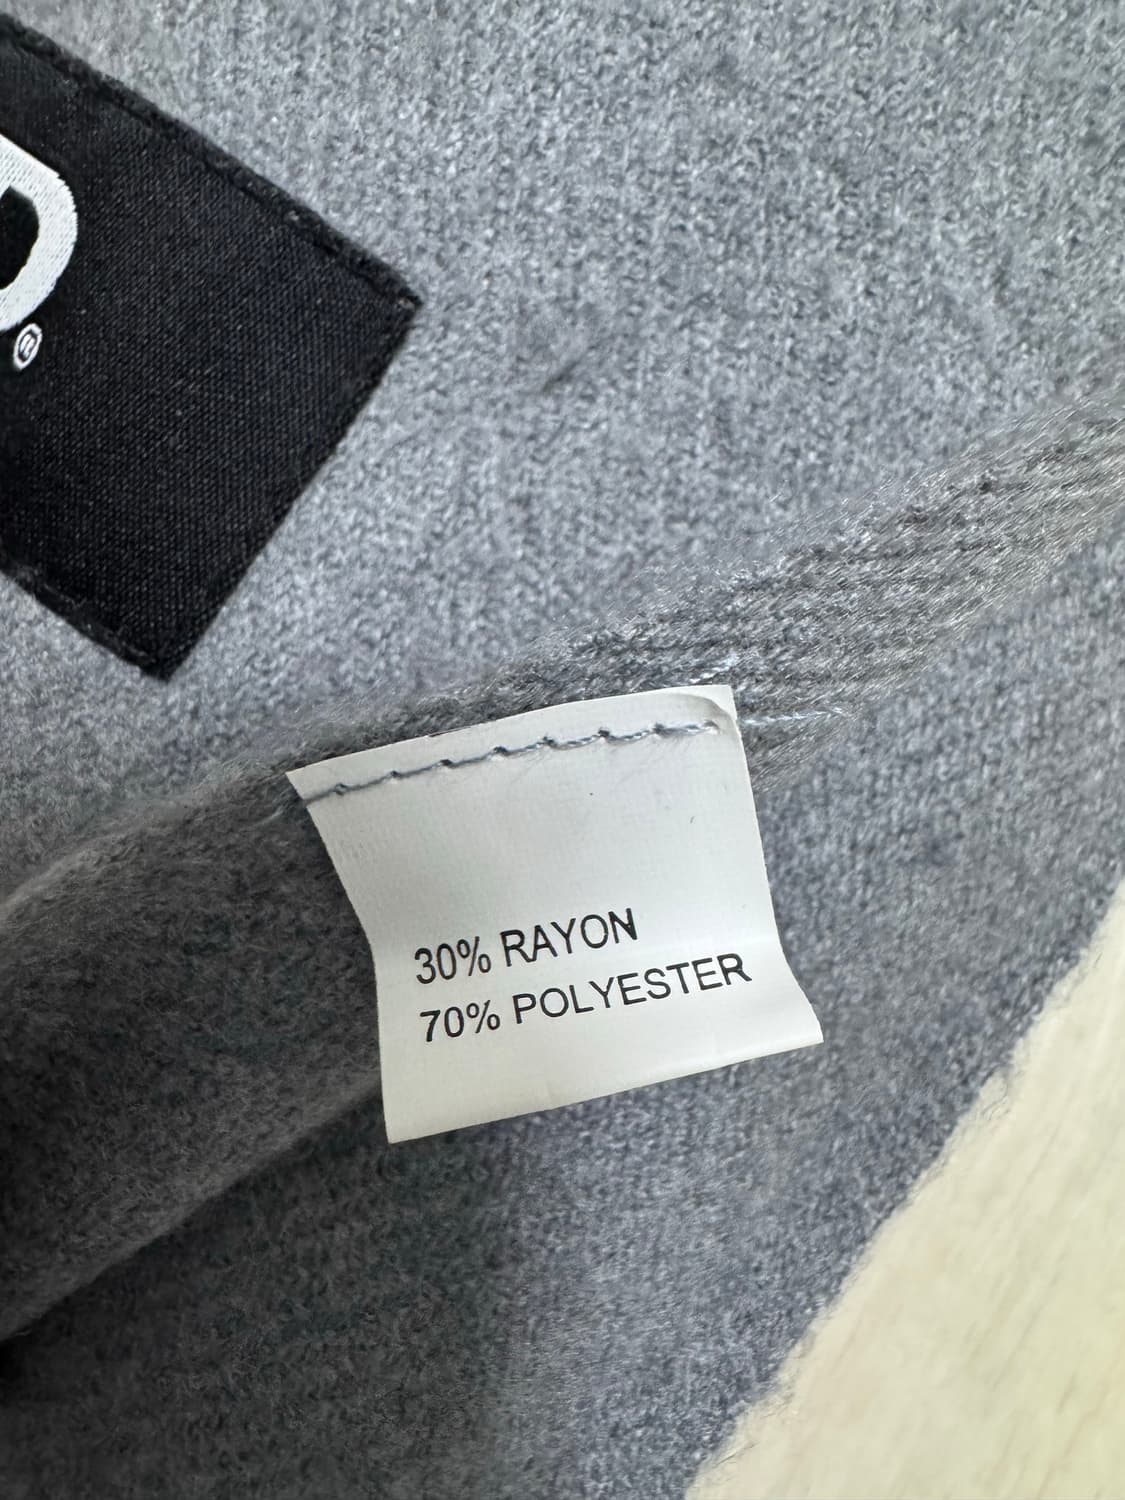 ®
30% RAYON
70% POLYESTER